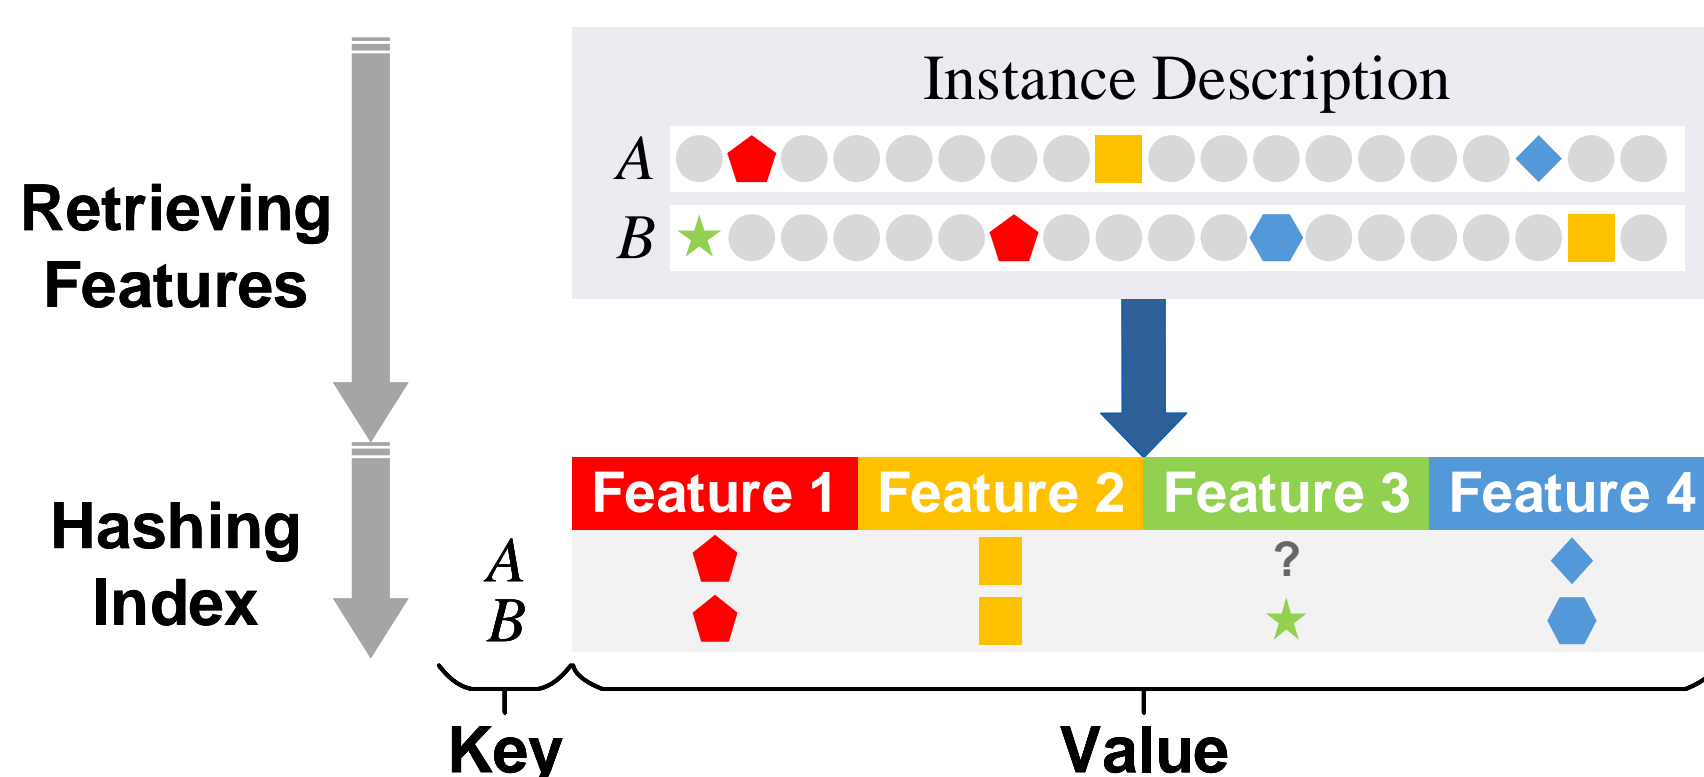 Instance Description
A
B
Retrieving
Features
Feature 1 Feature 2 Feature 3 Feature 4
Hashing
Index
A ?
B
Key Value